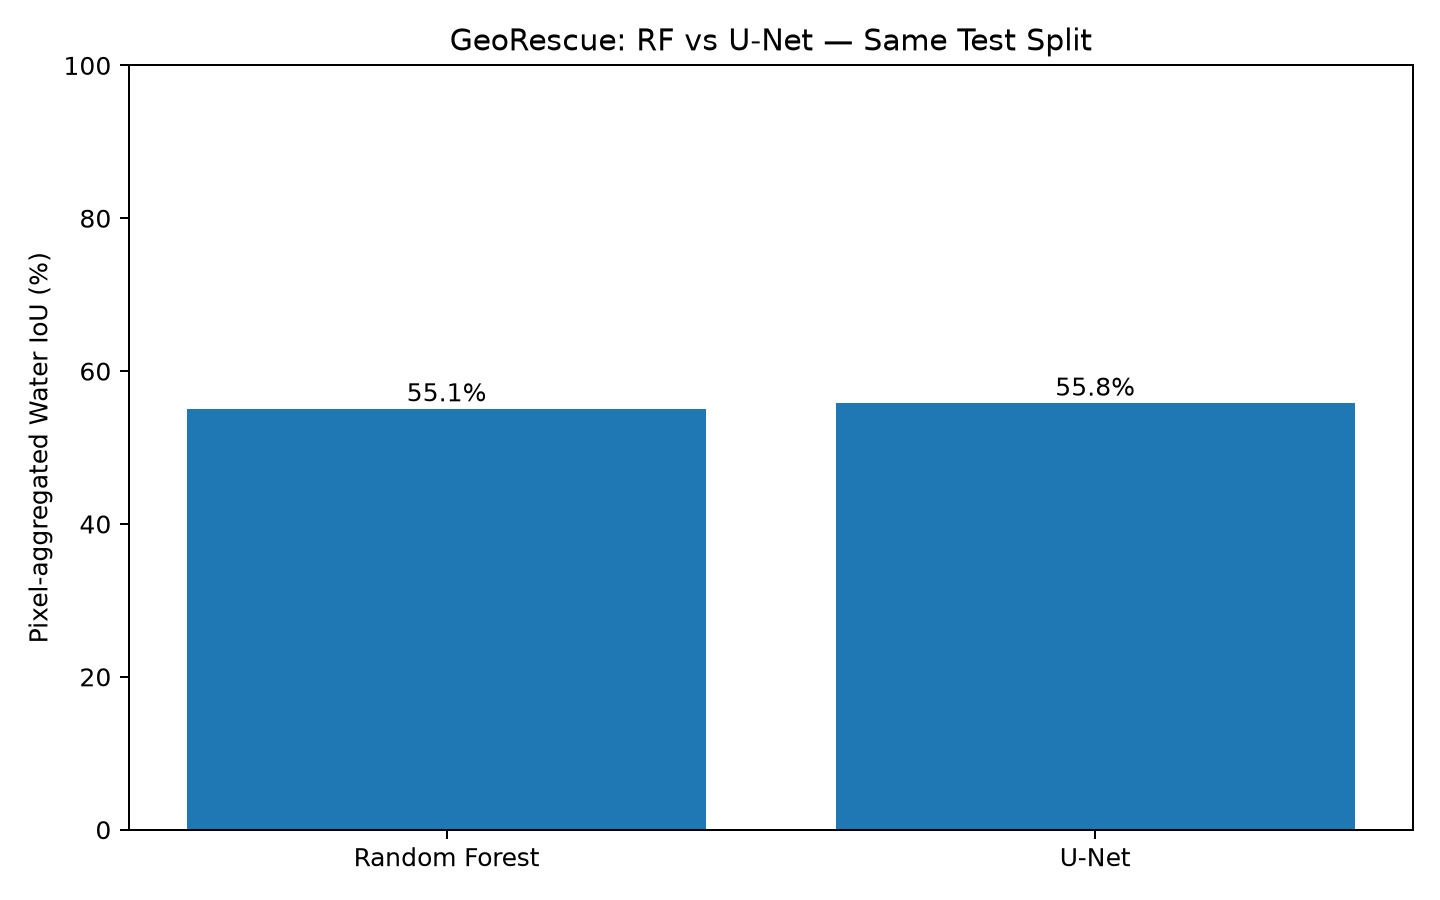 GeoRescue: RF vs U-Net — Same Test Split
Pixel-aggregated Water IoU (%)
100
80
60
40
20
0
55.1%
55.8%
Random Forest
U-Net